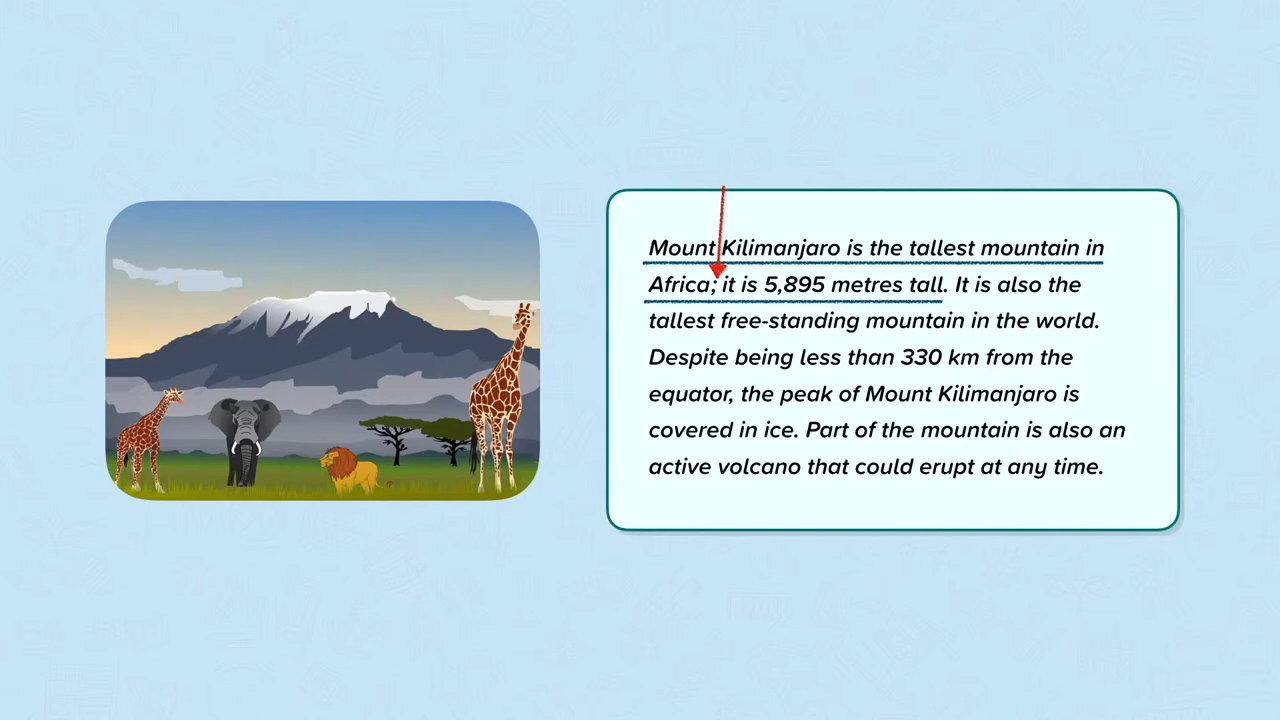 Mount Kilimanjaro is the tallest mountain in
Africa; it is 5,895 metres tall. It is also the
tallest free-standing mountain in the world.
Despite being less than 330 km from the
equator, the peak of Mount Kilimanjaro is
covered in ice. Part of the mountain is also an
active volcano that could erupt at any time.